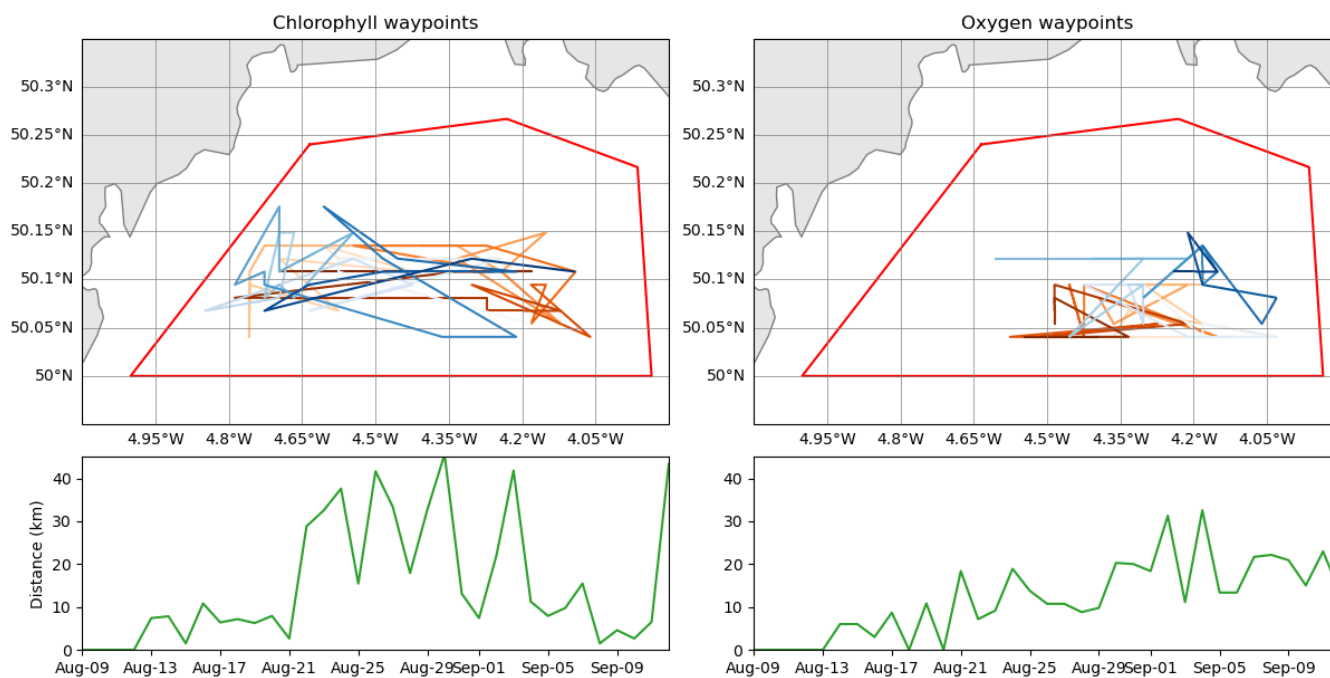 Chlorophyll waypoints
Oxygen waypoints
50.3°N
50.25°N
50.2°N
50.15°N
50.1°N
50.05°N
50°N
50.3°N
50.25°N
50.2°N
50.15°N
50.1°N
50.05°N
50°N
4.95°W 4.8°W 4.65°W 4.5°W 4.35°W 4.2°W 4.05°W
4.95°W 4.8°W 4.65°W 4.5°W 4.35°W 4.2°W 4.05°W
Distance (km)
40
30
20
10
0
40
30
20
10
0
Aug-09 Aug-13 Aug-17 Aug-21 Aug-25 Aug-29 Sep-01 Sep-05 Sep-09
Aug-09 Aug-13 Aug-17 Aug-21 Aug-25 Aug-29 Sep-01 Sep-05 Sep-09